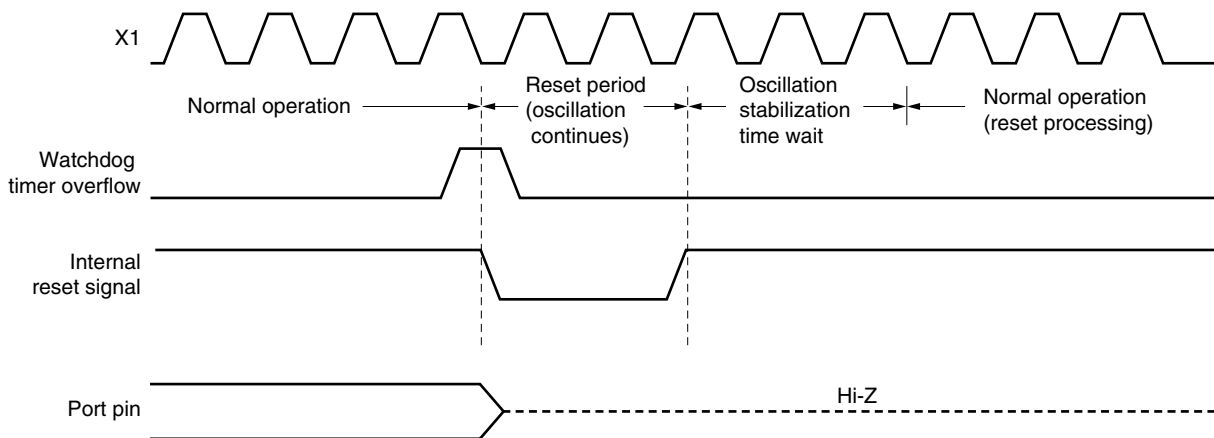 X1
Normal operation
Reset period
(oscillation
continues)
Oscillation
stabilization
time wait
Normal operation
(reset processing)
Watchdog
timer overflow
Internal
reset signal
Port pin
Hi-Z